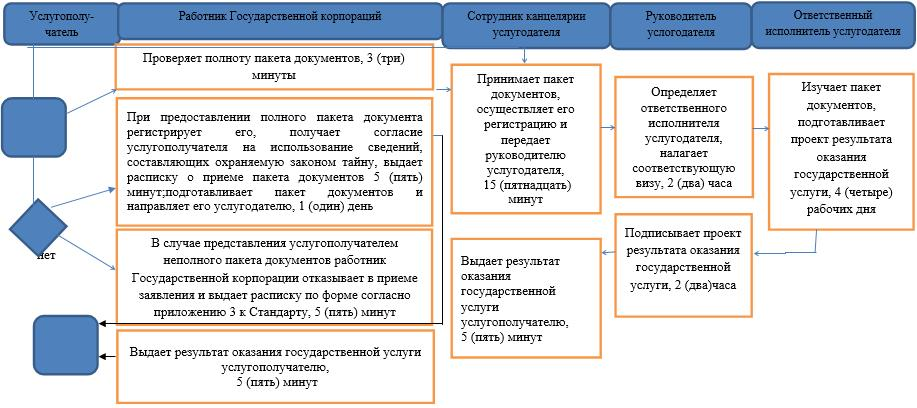 Услугополу-
чатель
Работник Государственной корпораций
Сотрудник канцелярии
услугодателя
Руководитель
услогодателя
Ответственный
исполнитель услугодателя
Проверяет полноту пакета документов, 3 (три)
минуты
При предоставлении полного пакета документа
регистрирует его, получает согласие
услугополучателя на использование сведений,
составляющих охраняемую законом тайну, выдает
расписку о приеме пакета документов 5 (пять)
минут;подготавливает пакет документов и
направляет его услугодателю, 1 (один) день
нет
В случае представления услугополучателем
неполного пакета документов работник
Государственной корпорации отказывает в приеме
заявления и выдает расписку по форме согласно
приложению 3 к Стандарту, 5 (пять) минут
Выдает результат оказания государственной услуги
услугополучателю,
5 (пять) минут
Принимает пакет
документов,
осуществляет его
регистрацию и
передает
руководителю
услугодателя,
15 (пятнадцать)
минут
Выдает результат
оказания
государственной
услуги
услугополучателю,
5 (пять) минут
Определяет
ответственного
исполнителя
услугодателя,
налагает
соответствующую
визу, 2 (два) часа
Подписывает проект
результата оказания
государственной
услуги, 2 (два)часа
Изучает пакет
документов,
подготавливает
проект результата
оказания
государственной
услуги, 4 (четыре)
рабочих дня